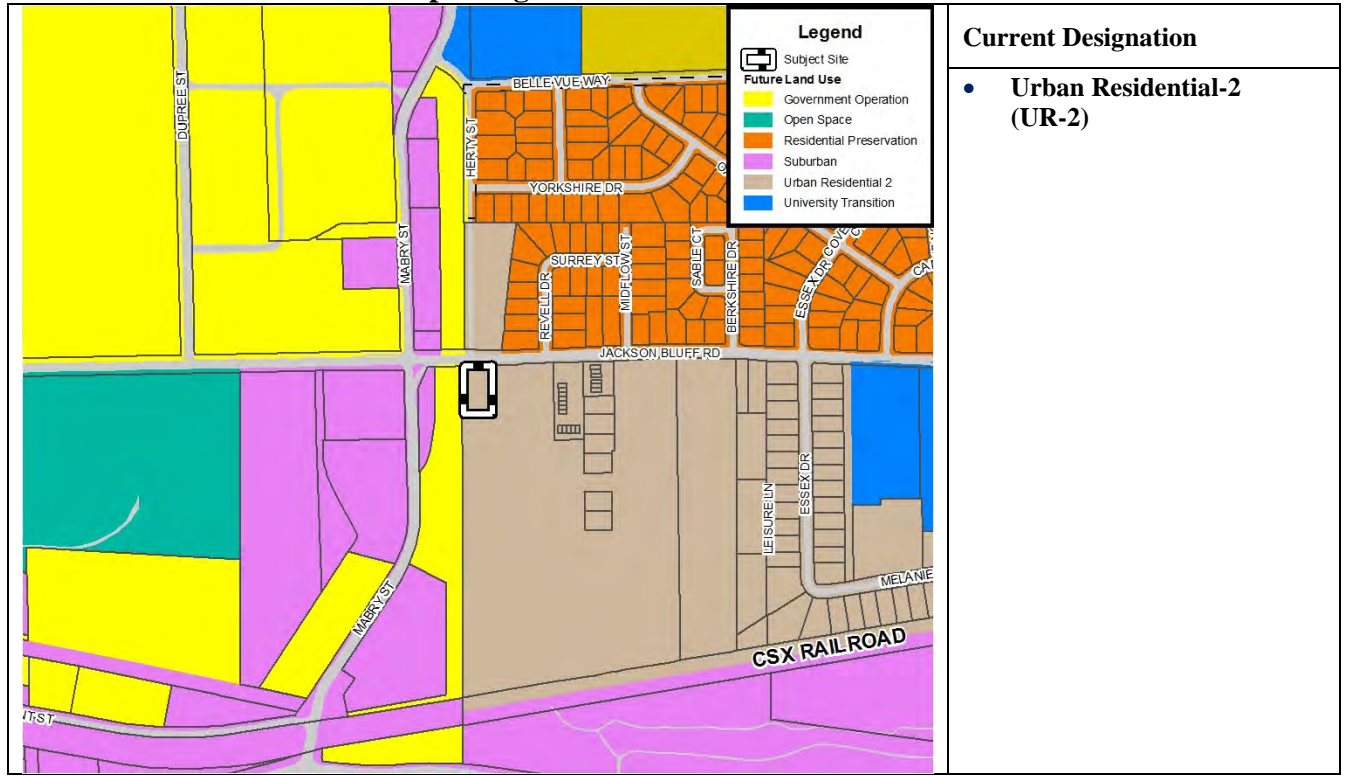 Legend
Subject Site
Future Land Use
Government Operation
Open Space
Residential Preservation
Suburban
Urban Residential 2
University Transition
DUPREE ST
BELLE VUE WAY
HERTY ST
YORKSHIRE DR
MABRY ST
SURREY ST
REVELL DR
MIDFLOW ST
SABLE CT
BERKSHIRE DR
ESSEX DR
JACKSON BLUFF RD
LEISURE LN
ESSEX DR
MELANIE
MABRY ST
CSX RAILROAD
Current Designation
• Urban Residential-2
(UR-2)